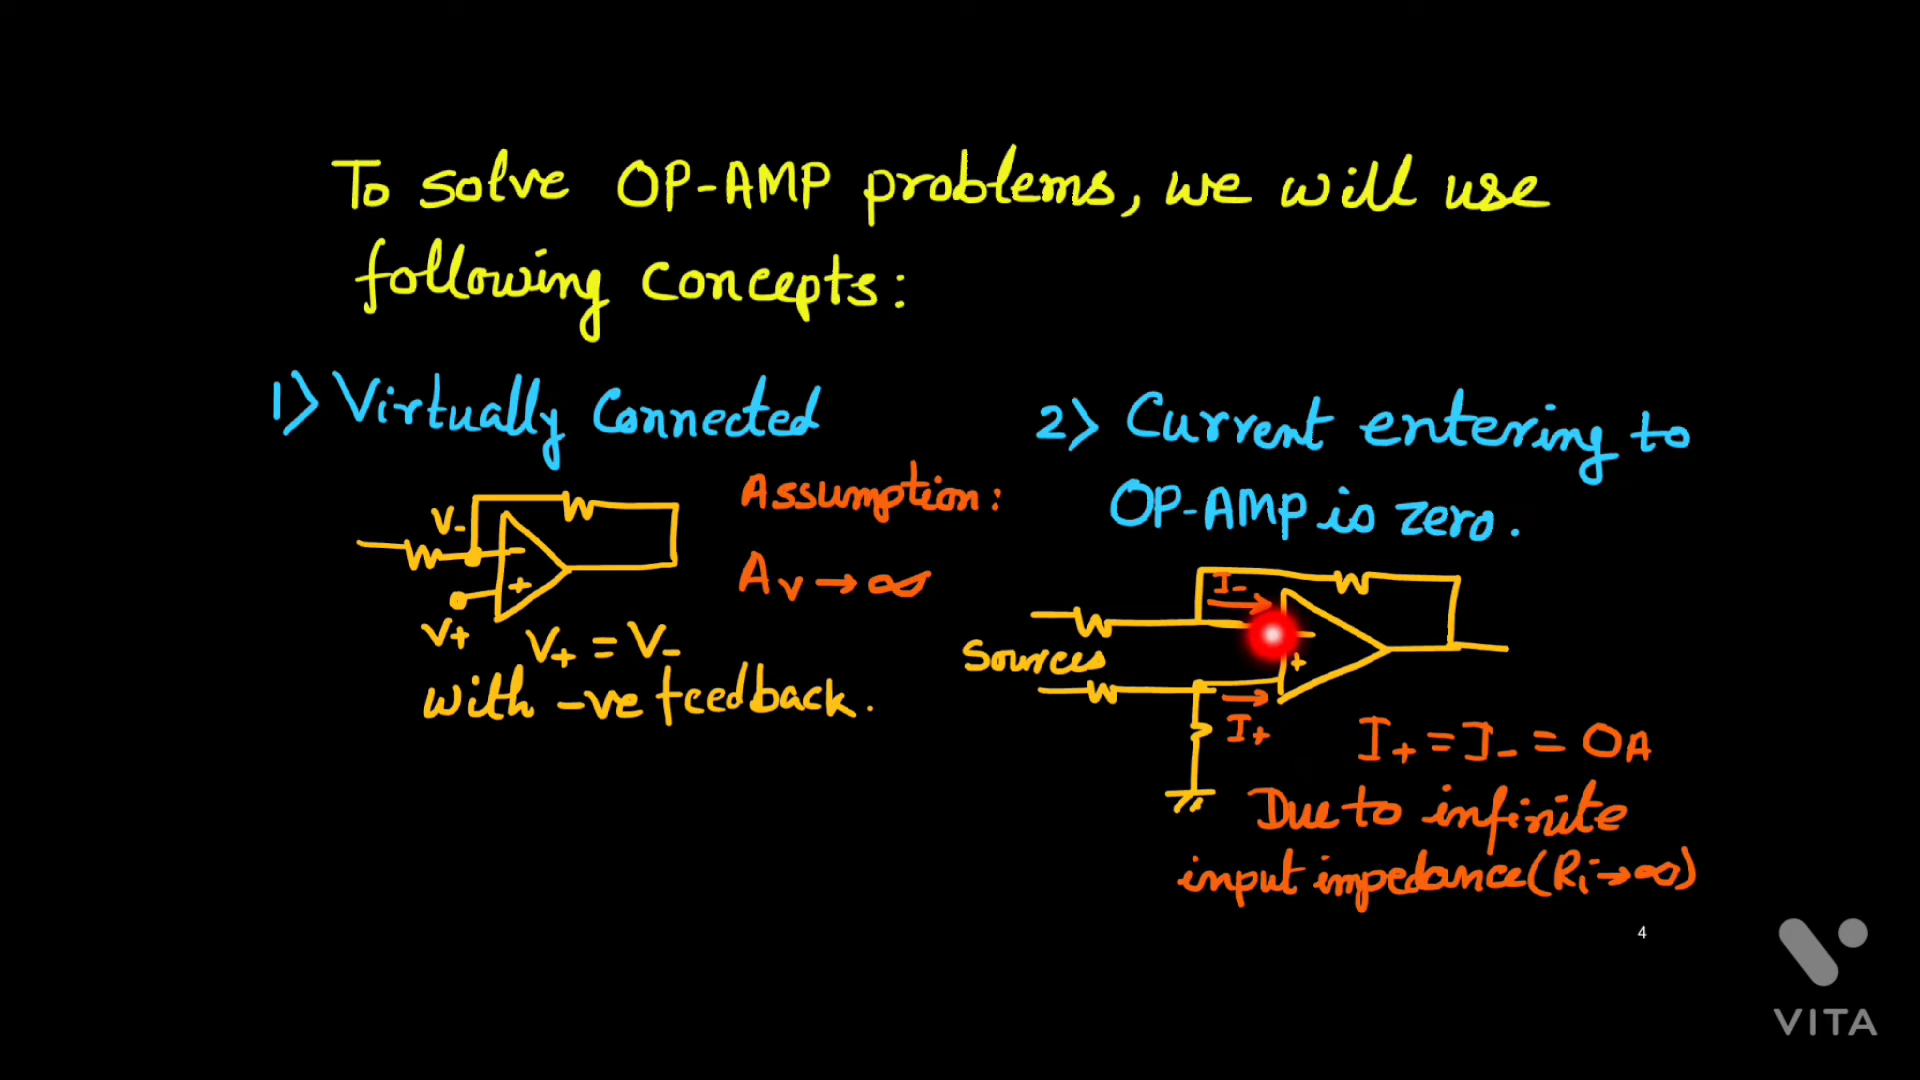 To solve OP-AMP problems, we will use
following concepts:
1) Virtually Connected
Assumption:
V-
Av → ∞
-
+
V+
V+ = V-
with -ve feedback.
2) Current entering to
OP-AMP is zero.
I-
-
Sources
+
I+
I+ = I- = 0A
Due to infinite
input impedance (Ri → ∞)
4
VITA